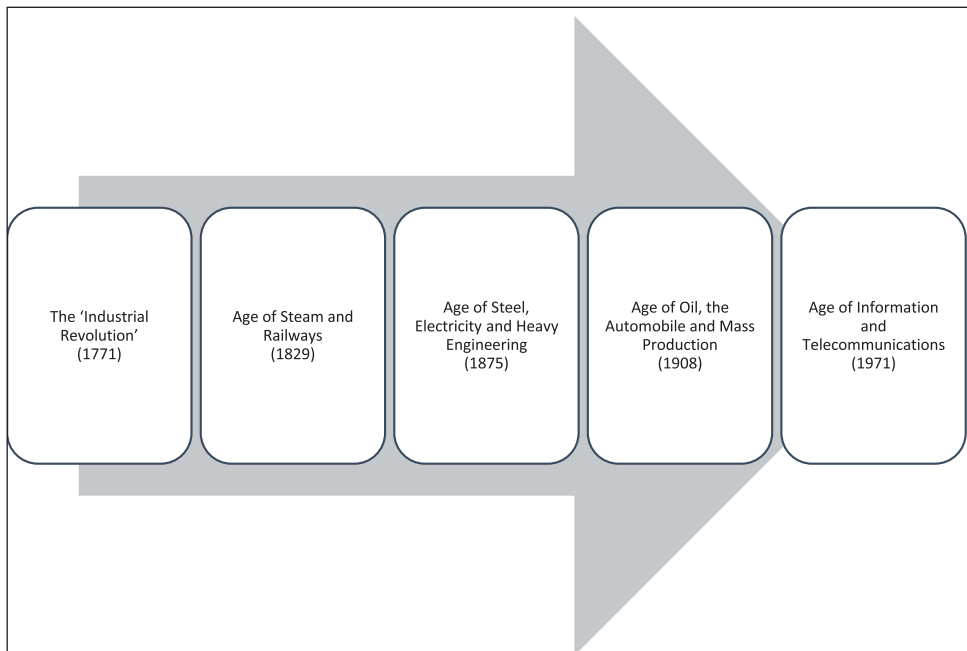 The ‘Industrial
Revolution’
(1771)
Age of Steam and
Railways
(1829)
Age of Steel,
Electricity and Heavy
Engineering
(1875)
Age of Oil, the
Automobile and Mass
Production
(1908)
Age of Information
and
Telecommunications
(1971)